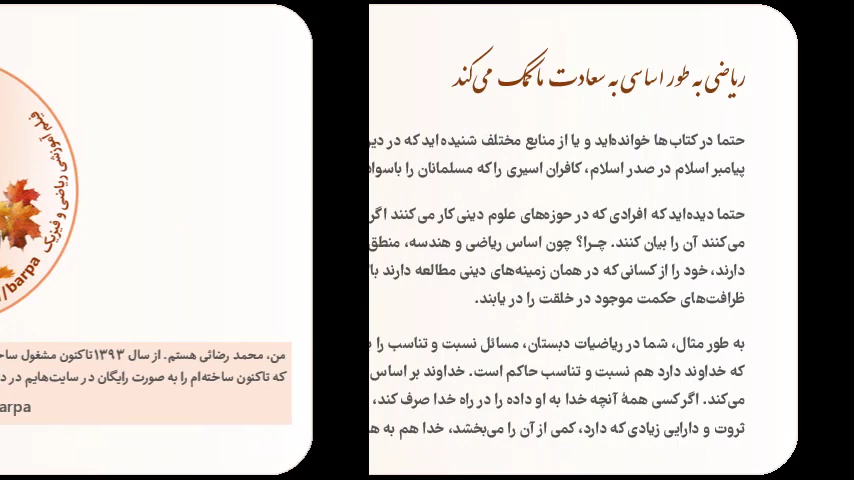 ریاضی به طور اساسی به سعادت ما کمک می‌کند
حتما در کتاب‌ها خوانده‌اید و یا از منابع مختلف شنیده‌اید که در
پیامبر اسلام در صدر اسلام، کافران اسیری را که مسلمانان را
حتما دیده‌اید که افرادی که در حوزه‌های علوم دینی کار می‌کنند اگر
می‌کنند آن را بیان کنند. چـرا؟ چون اساس ریاضی و هندسه، منطق
دارند، خود را از کسانی که در همان زمینه‌های دینی مطالعه دارند
ظرافت‌های حکمت موجود در خلقت را در یابند.
به طور مثال، شما در ریاضیات دبستان، مسائل نسبت و تناسب را
که خداوند دارد هم نسبت و تناسب حاکم است. خداوند بر اساس
می‌کند. اگر کسی همهٔ آنچه خدا به او داده را در راه خدا صرف کند،
ثروت و دارایی زیادی که دارد، کمی از آن را می‌بخشد، خدا هم به
فیلم آموزشی ریاضی و فیزیک
/barpa
من، محمد رضائی هستم. از سال ۱۳۹۳ تاکنون مشغول
که تاکنون ساخته‌ام را به صورت رایگان در سایت‌هایم در
arpa